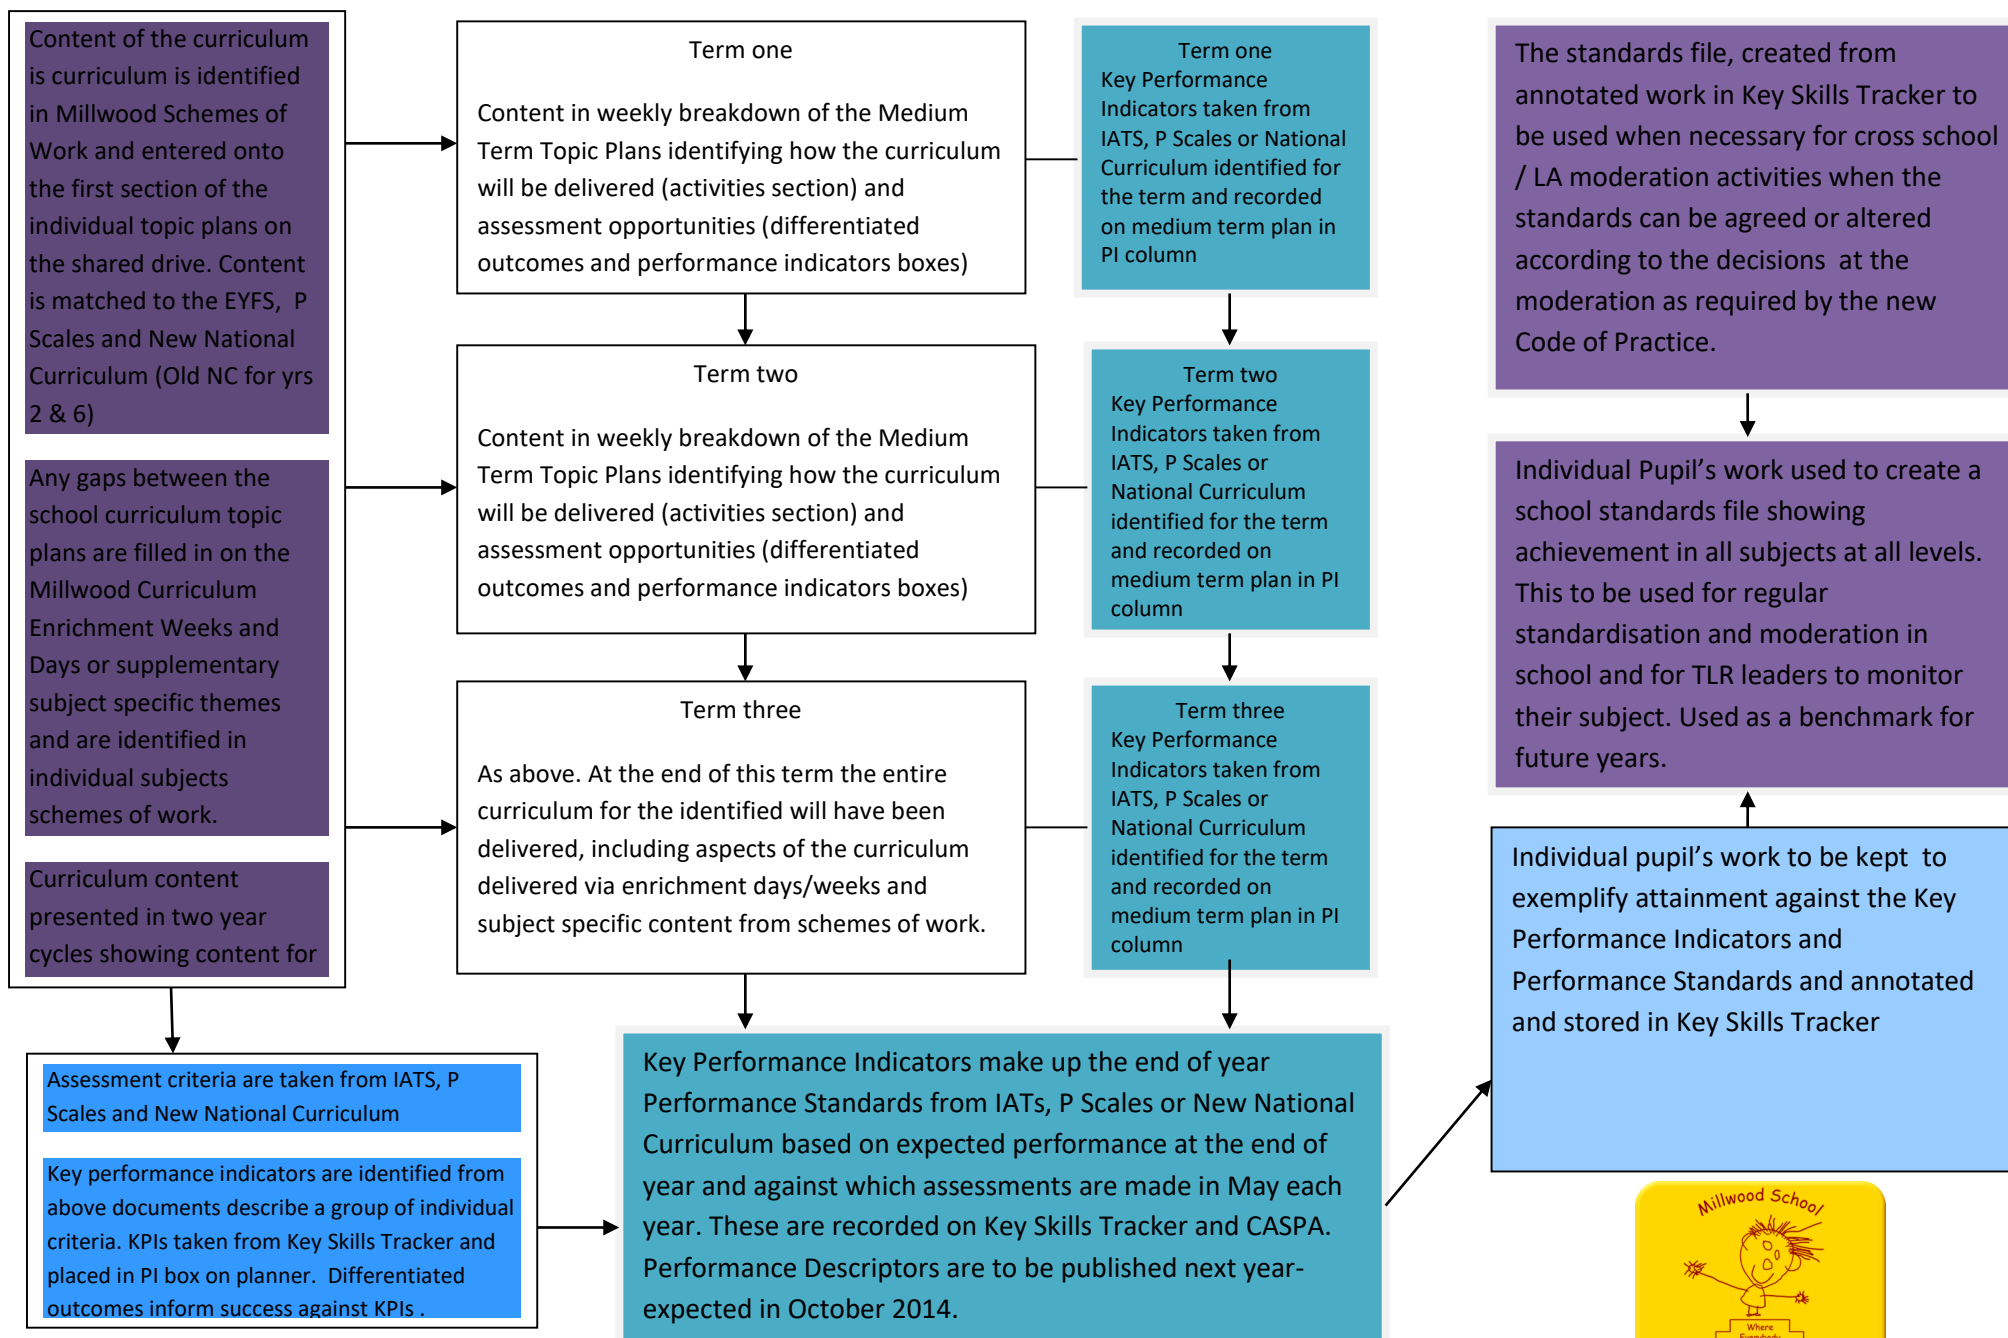 Content of the curriculum
is curriculum is identified
in Millwood Schemes of
Work and entered onto
the first section of the
individual topic plans on
the shared drive. Content
is matched to the EYFS,  P
Scales and New National
Curriculum (Old NC for yrs
2 & 6)
Any gaps between the
school curriculum topic
plans are filled in on the
Millwood Curriculum
Enrichment Weeks and
Days or supplementary
subject specific themes
and are identified in
individual subjects
schemes of work.
Curriculum content
presented in two year
cycles showing content for
Assessment criteria are taken from IATS, P
Scales and New National Curriculum
Key performance indicators are identified from
above documents describe a group of individual
criteria. KPIs taken from Key Skills Tracker and
placed in PI box on planner.  Differentiated
outcomes inform success against KPIs .
Term one
Content in weekly breakdown of the Medium
Term Topic Plans identifying how the curriculum
will be delivered (activities section) and
assessment opportunities (differentiated
outcomes and performance indicators boxes)
Term two
Content in weekly breakdown of the Medium
Term Topic Plans identifying how the curriculum
will be delivered (activities section) and
assessment opportunities (differentiated
outcomes and performance indicators boxes)
Term three
As above. At the end of this term the entire
curriculum for the identified will have been
delivered, including aspects of the curriculum
delivered via enrichment days/weeks and
subject specific content from schemes of work.
Term one
Key Performance
Indicators taken from
IATS, P Scales or National
Curriculum identified for
the term and recorded
on medium term plan in
PI column
Term two
Key Performance
Indicators taken from
IATS, P Scales or
National Curriculum
identified for the term
and recorded on
medium term plan in PI
column
Term three
Key Performance
Indicators taken from
IATS, P Scales or
National Curriculum
identified for the term
and recorded on
medium term plan in PI
column
Key Performance Indicators make up the end of year
Performance Standards from IATs, P Scales or New National
Curriculum based on expected performance at the end of
year and against which assessments are made in May each
year. These are recorded on Key Skills Tracker and CASPA.
Performance Descriptors are to be published next year-
expected in October 2014.
The standards file, created from
annotated work in Key Skills Tracker to
be used when necessary for cross school
/ LA moderation activities when the
standards can be agreed or altered
according to the decisions  at the
moderation as required by the new
Code of Practice.
Individual Pupil’s work used to create a
school standards file showing
achievement in all subjects at all levels.
This to be used for regular
standardisation and moderation in
school and for TLR leaders to monitor
their subject. Used as a benchmark for
future years.
Individual pupil’s work to be kept  to
exemplify attainment against the Key
Performance Indicators and
Performance Standards and annotated
and stored in Key Skills Tracker
Millwood School
Where
Everybody